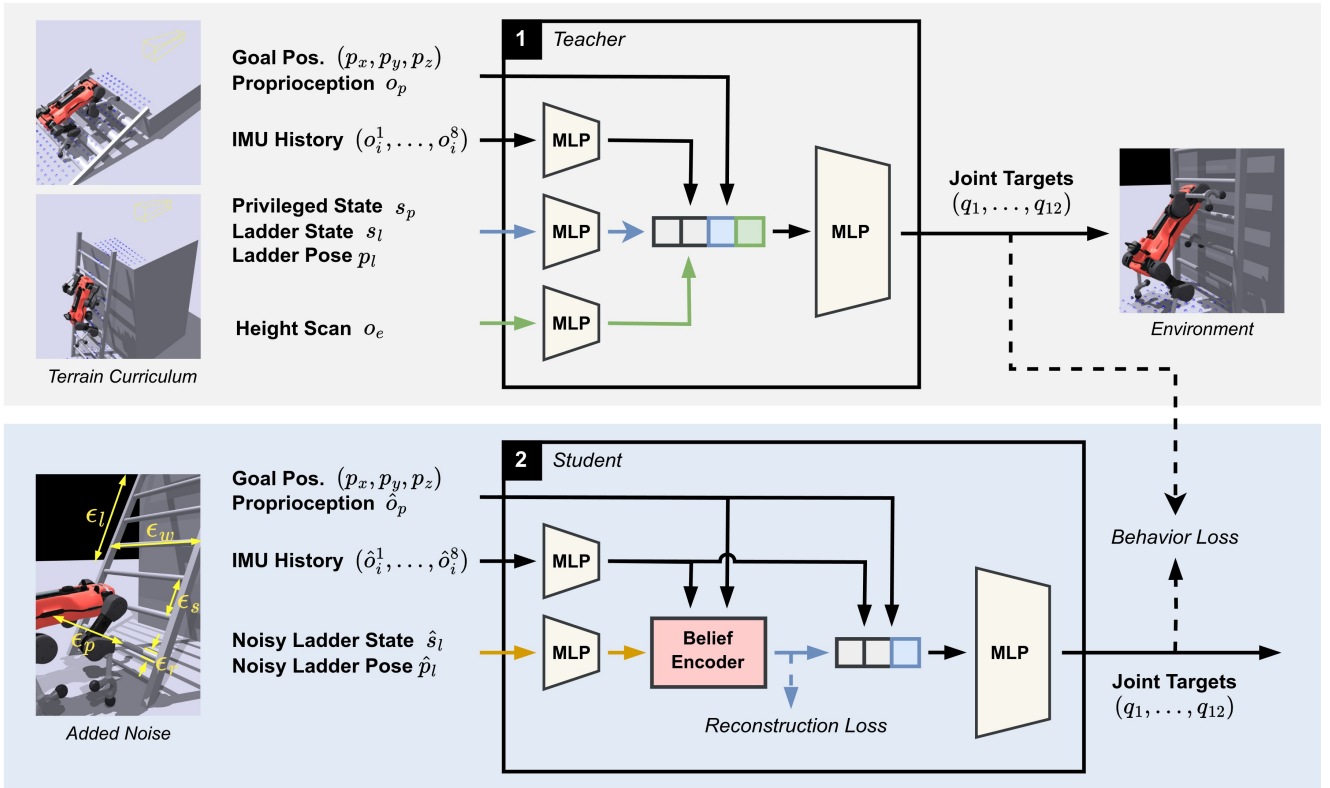 1 Teacher
Goal Pos. (p_x, p_y, p_z)
Proprioception o_p
IMU History (o_i^1, . . . , o_i^8)
MLP
Privileged State s_p
Ladder State s_l
Ladder Pose p_l
MLP
Height Scan o_e
MLP
MLP
Joint Targets
(q_1, . . . , q_12)
Environment
Terrain Curriculum
2 Student
Goal Pos. (p_x, p_y, p_z)
Proprioception ô_p
IMU History (ô_i^1, . . . , ô_i^8)
MLP
Noisy Ladder State ŝ_l
Noisy Ladder Pose p̂_l
MLP
Belief
Encoder
MLP
Reconstruction Loss
Behavior Loss
Joint Targets
(q_1, . . . , q_12)
ϵ_l
ϵ_w
ϵ_s
ϵ_p
ϵ_r
Added Noise